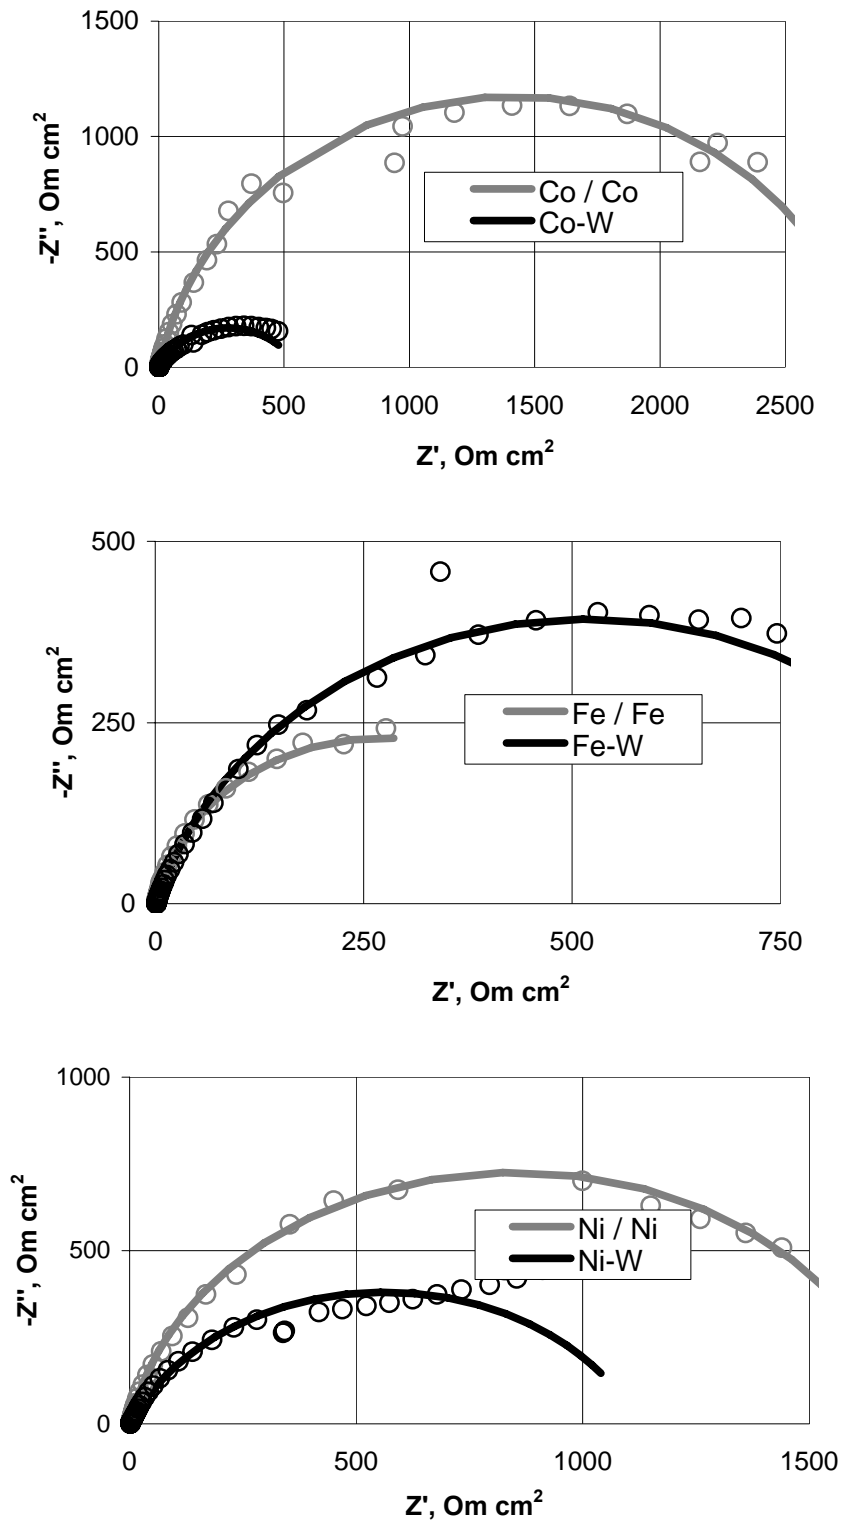 1500
1000
500
0
-Z'', Om cm²
Co / Co
Co-W
0 500 1000 1500 2000 2500
Z', Om cm²
500
250
0
-Z'', Om cm²
Fe / Fe
Fe-W
0 250 500 750
Z', Om cm²
1000
500
0
-Z'', Om cm²
Ni / Ni
Ni-W
0 500 1000 1500
Z', Om cm²